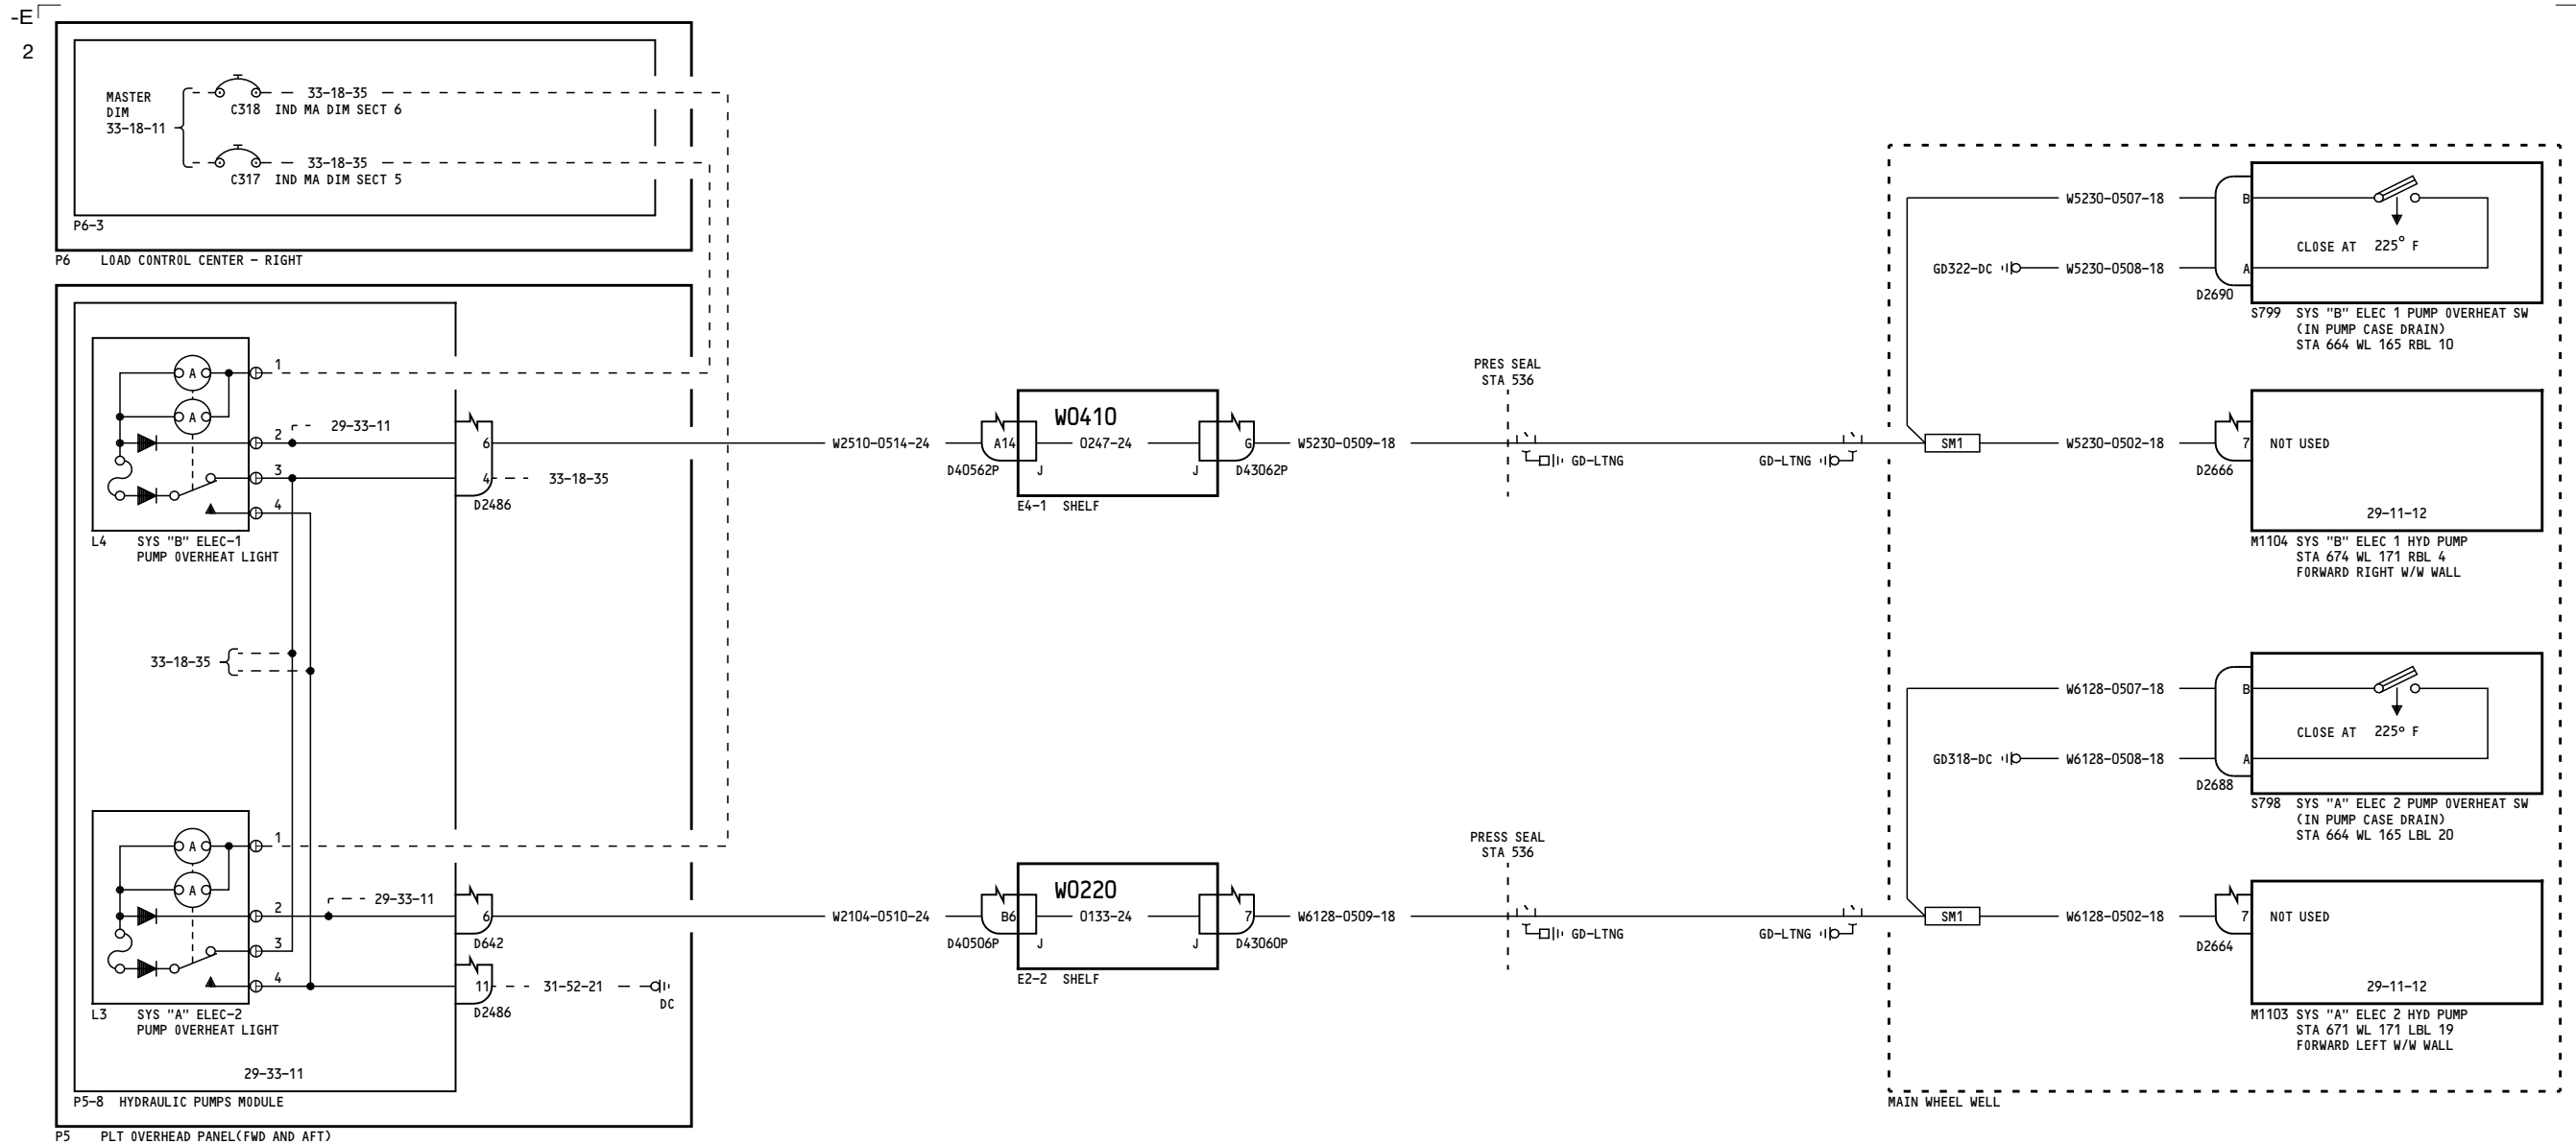 -E
2
MASTER
DIM
33-18-11
33-18-35
C318 IND MA DIM SECT 6
33-18-35
C317 IND MA DIM SECT 5
P6-3
P6 LOAD CONTROL CENTER - RIGHT
A
A
1
2
3
4
29-33-11
6
4
33-18-35
D2486
L4 SYS "B" ELEC-1
PUMP OVERHEAT LIGHT
33-18-35
A
A
1
2
3
4
29-33-11
6
D642
11
31-52-21
DC
D2486
L3 SYS "A" ELEC-2
PUMP OVERHEAT LIGHT
29-33-11
P5-8 HYDRAULIC PUMPS MODULE
P5 PLT OVERHEAD PANEL(FWD AND AFT)
W2510-0514-24
A14
D40562P
W0410
0247-24
J
J
G
D43062P
E4-1 SHELF
W5230-0509-18
PRES SEAL
STA 536
GD-LTNG
GD-LTNG
SM1
W5230-0507-18
B
GD322-DC
W5230-0508-18
A
D2690
CLOSE AT 225° F
S799 SYS "B" ELEC 1 PUMP OVERHEAT SW
(IN PUMP CASE DRAIN)
STA 664 WL 165 RBL 10
W5230-0502-18
7
D2666
NOT USED
29-11-12
M1104 SYS "B" ELEC 1 HYD PUMP
STA 674 WL 171 RBL 4
FORWARD RIGHT W/W WALL
W2104-0510-24
B6
D40506P
W0220
0133-24
J
J
7
D43060P
E2-2 SHELF
W6128-0509-18
PRESS SEAL
STA 536
GD-LTNG
GD-LTNG
SM1
W6128-0507-18
B
GD318-DC
W6128-0508-18
A
D2688
CLOSE AT 225° F
S798 SYS "A" ELEC 2 PUMP OVERHEAT SW
(IN PUMP CASE DRAIN)
STA 664 WL 165 LBL 20
W6128-0502-18
7
D2664
NOT USED
29-11-12
M1103 SYS "A" ELEC 2 HYD PUMP
STA 671 WL 171 LBL 19
FORWARD LEFT W/W WALL
MAIN WHEEL WELL